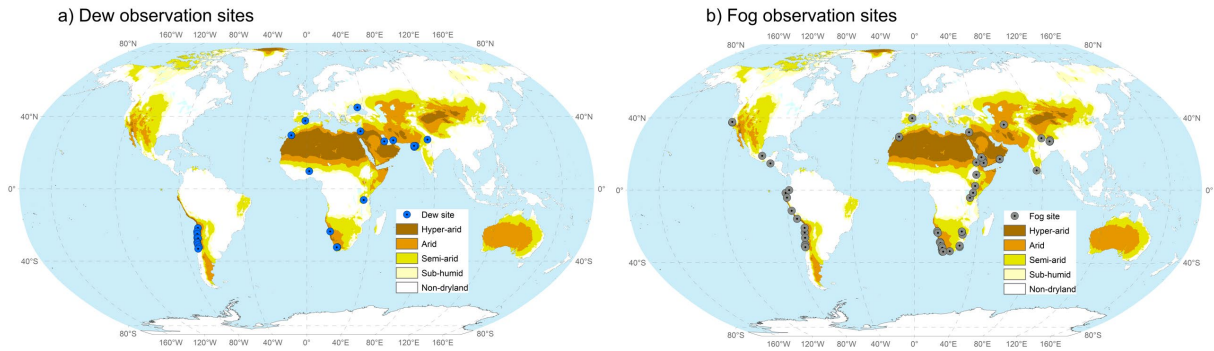 a) Dew observation sites
b) Fog observation sites
160°W 120°W 80°W 40°W 0° 40°E 80°E 120°E 160°E
80°N 80°N
40°N 40°N
0° 0°
40°S 40°S
80°S 80°S
160°W 120°W 80°W 40°W 0° 40°E 80°E 120°E 160°E
Dew site
Hyper-arid
Arid
Semi-arid
Sub-humid
Non-dryland
160°W 120°W 80°W 40°W 0° 40°E 80°E 120°E 160°E
80°N 80°N
40°N 40°N
0° 0°
40°S 40°S
80°S 80°S
160°W 120°W 80°W 40°W 0° 40°E 80°E 120°E 160°E
Fog site
Hyper-arid
Arid
Semi-arid
Sub-humid
Non-dryland